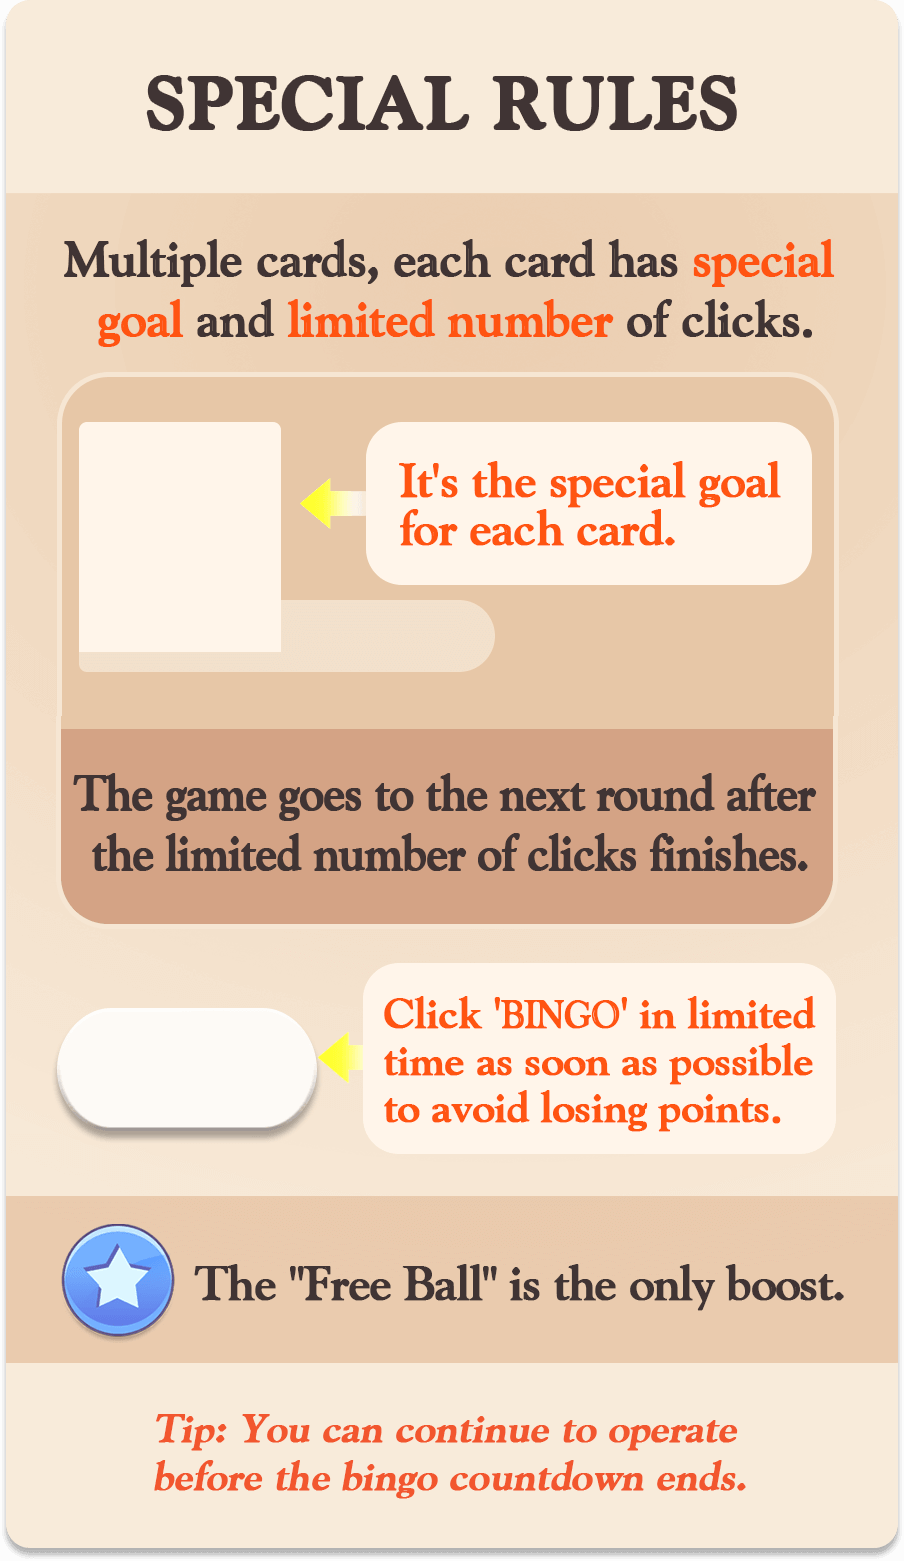 SPECIAL RULES
Multiple cards, each card has special
goal and limited number of clicks.
It's the special goal
for each card.
The game goes to the next round after
the limited number of clicks finishes.
Click 'BINGO' in limited
time as soon as possible
to avoid losing points.
The "Free Ball" is the only boost.
Tip: You can continue to operate
before the bingo countdown ends.